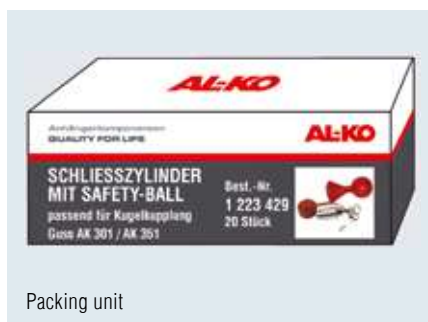 AL-KO
Anhängerkomponenten
QUALITY FOR LIFE
AL-KO
SCHLIESSZYLINDER
MIT SAFETY-BALL
passend für Kugelkupplung
Guss AK 301 / AK 351
Best.-Nr.
1 223 429
20 Stück
Packing unit